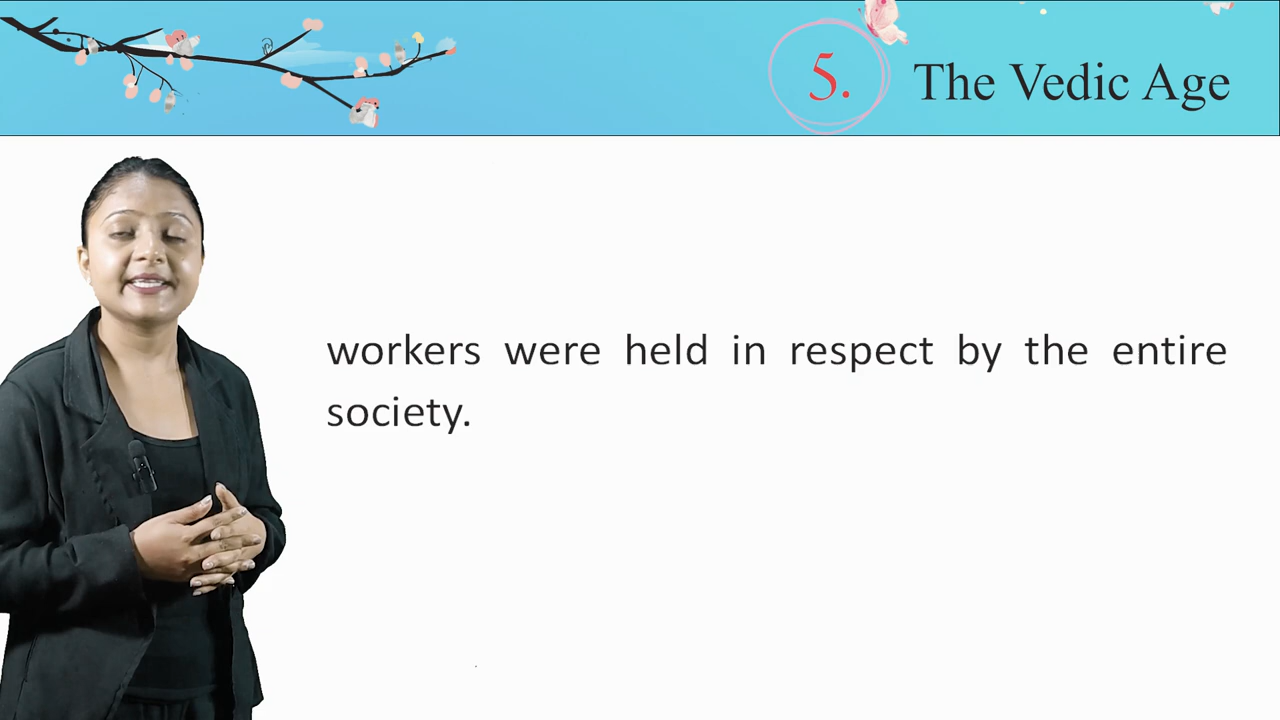 5. The Vedic Age
workers were held in respect by the entire
society.